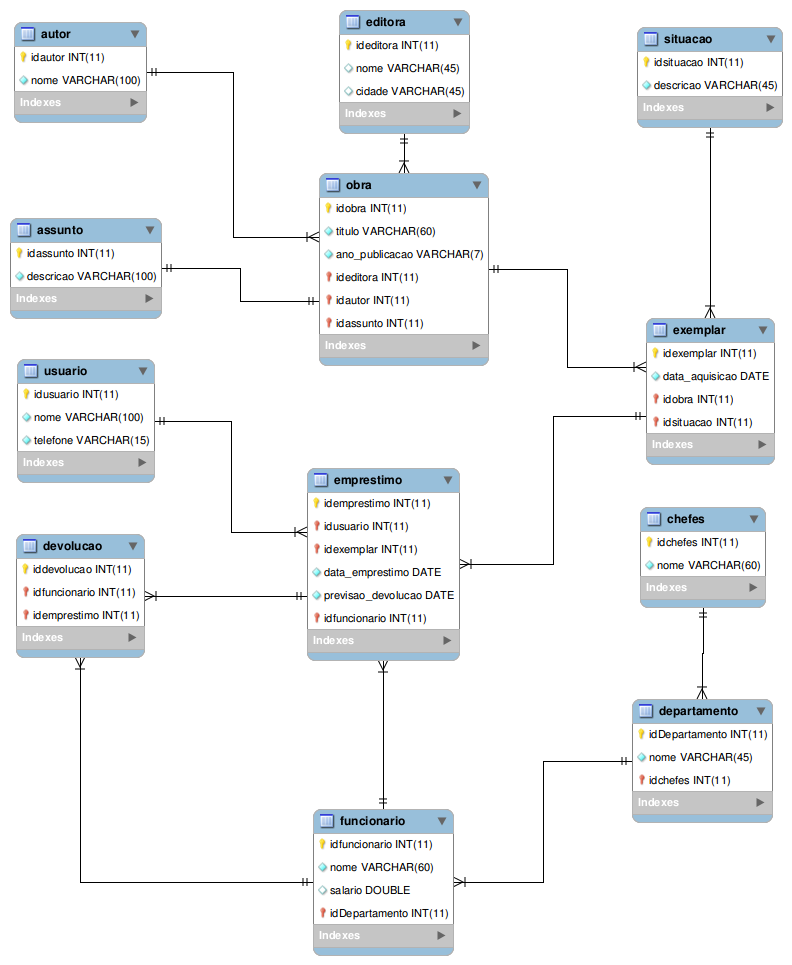 autor
idautor INT(11)
nome VARCHAR(100)
Indexes
editora
ideditora INT(11)
nome VARCHAR(45)
cidade VARCHAR(45)
Indexes
situacao
idsituacao INT(11)
descricao VARCHAR(45)
Indexes
obra
idobra INT(11)
titulo VARCHAR(60)
ano_publicacao VARCHAR(7)
ideditora INT(11)
idautor INT(11)
idassunto INT(11)
Indexes
assunto
idassunto INT(11)
descricao VARCHAR(100)
Indexes
exemplar
idexemplar INT(11)
data_aquisicao DATE
idobra INT(11)
idsituacao INT(11)
Indexes
usuario
idusuario INT(11)
nome VARCHAR(100)
telefone VARCHAR(15)
Indexes
emprestimo
idemprestimo INT(11)
idusuario INT(11)
idexemplar INT(11)
data_emprestimo DATE
previsao_devolucao DATE
idfuncionario INT(11)
Indexes
chefes
idchefes INT(11)
nome VARCHAR(60)
Indexes
devolucao
iddevolucao INT(11)
idfuncionario INT(11)
idemprestimo INT(11)
Indexes
departamento
idDepartamento INT(11)
nome VARCHAR(45)
idchefes INT(11)
Indexes
funcionario
idfuncionario INT(11)
nome VARCHAR(60)
salario DOUBLE
idDepartamento INT(11)
Indexes